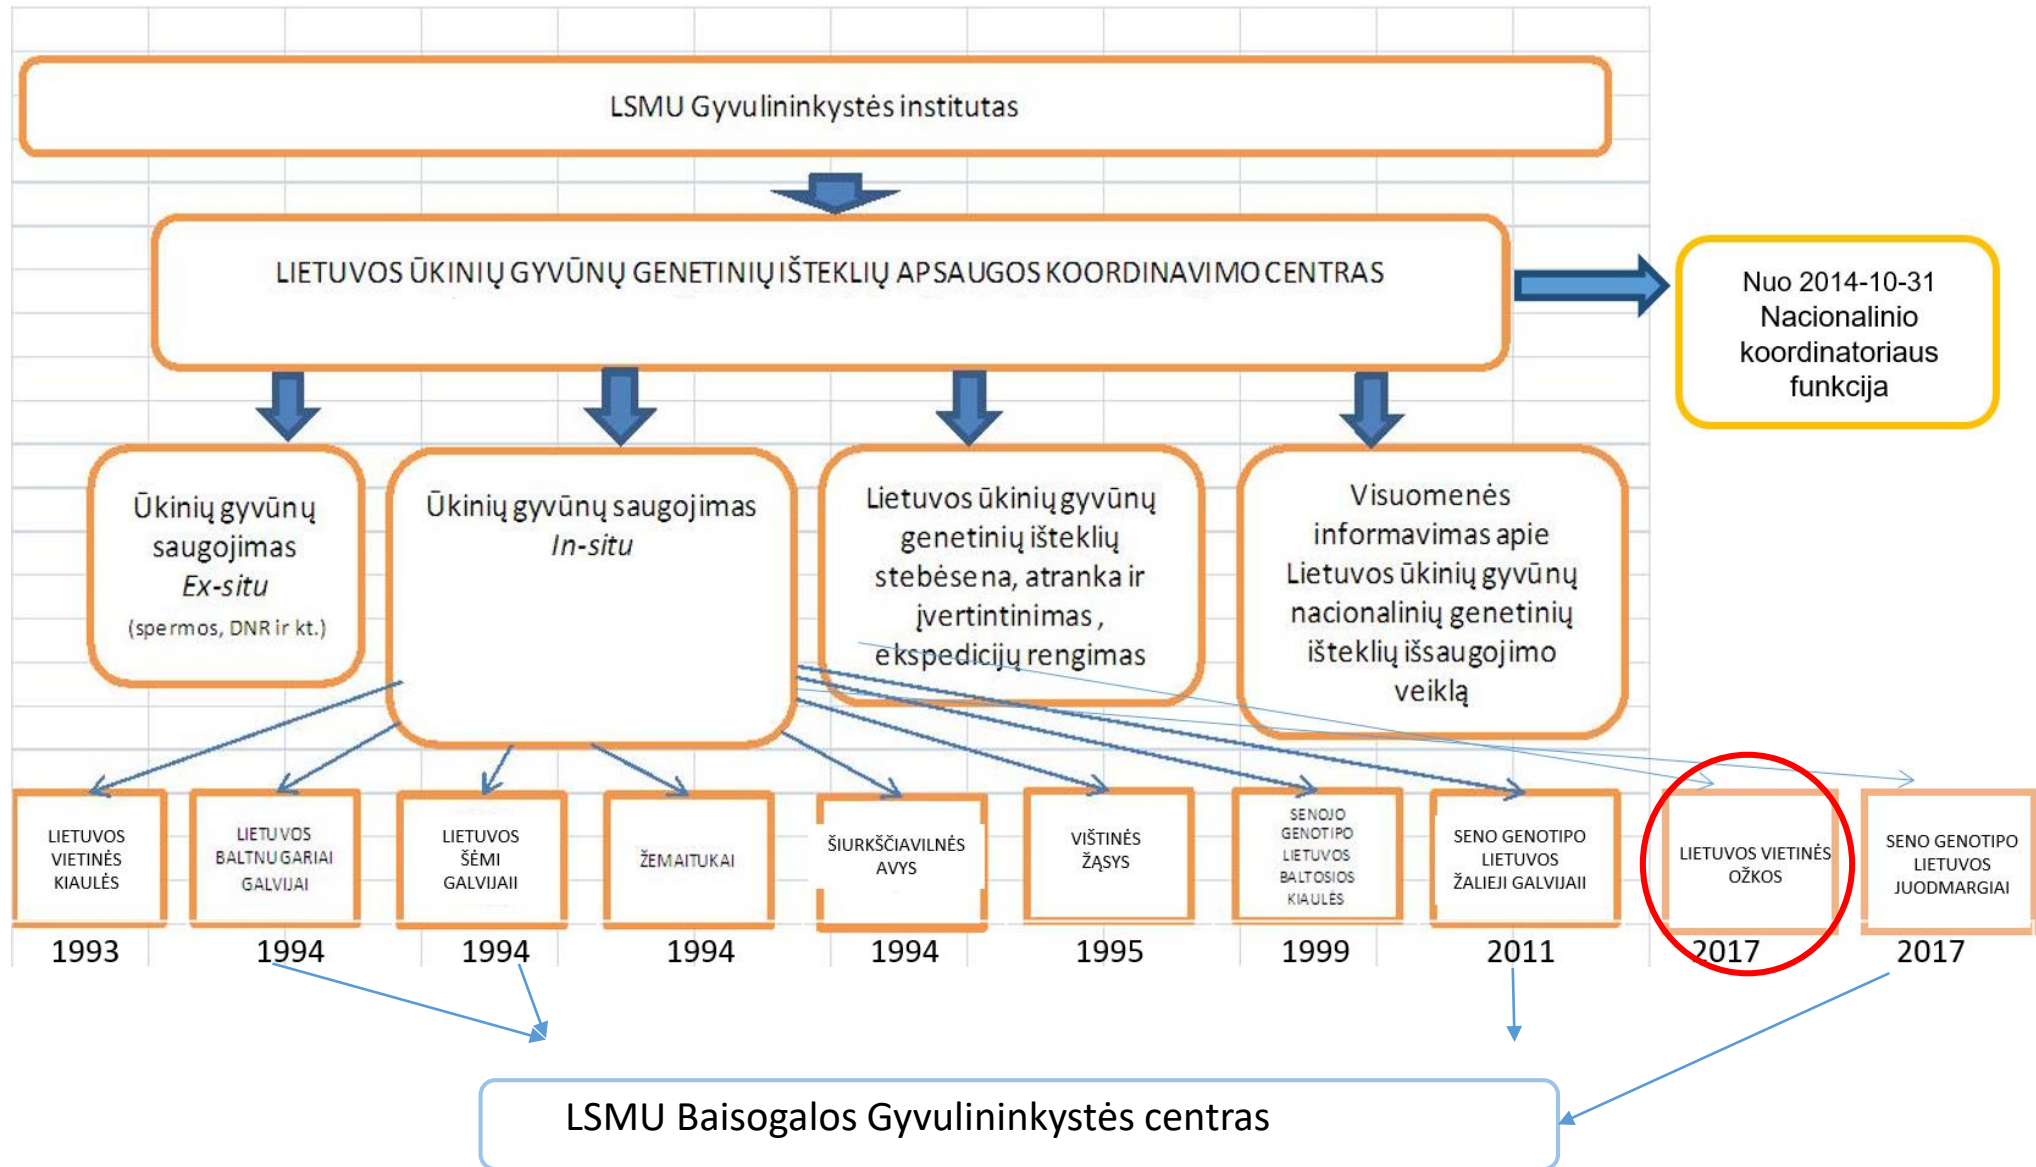 LSMU Gyvulininkystės institutas
LIETUVOS ŪKINIŲ GYVŪNŲ GENETINIŲ IŠTEKLIŲ APSAUGOS KOORDINAVIMO CENTRAS
Nuo 2014-10-31
Nacionalinio
koordinatoriaus
funkcija
Ūkinių gyvūnų
saugojimas
Ex-situ
(spermos, DNR ir kt.)
Ūkinių gyvūnų saugojimas
In-situ
Lietuvos ūkinių gyvūnų
genetinių išteklių
stebėsena, atranka ir
įvertintinimas ,
ekspedicijų rengimas
Visuomenės
informavimas apie
Lietuvos ūkinių gyvūnų
nacionalinių genetinių
išteklių išsaugojimo
veiklą
LIETUVOS
VIETINĖS
KIAULĖS
LIETUVOS
BALTNUGARIAI
GALVIJAI
LIETUVOS
ŠĖMI
GALVIJAII
ŽEMAITUKAI
ŠIURKŠČIAVILNĖS
AVYS
VIŠTINĖS
ŽĄSYS
SENOJO
GENOTIPO
LIETUVOS
BALTOSIOS
KIAULĖS
SENO GENOTIPO
LIETUVOS
ŽALIEJI GALVIJAII
LIETUVOS VIETINĖS
OŽKOS
SENO GENOTIPO
LIETUVOS
JUODMARGIAI
1993
1994
1994
1994
1994
1995
1999
2011
2017
2017
LSMU Baisogalos Gyvulininkystės centras